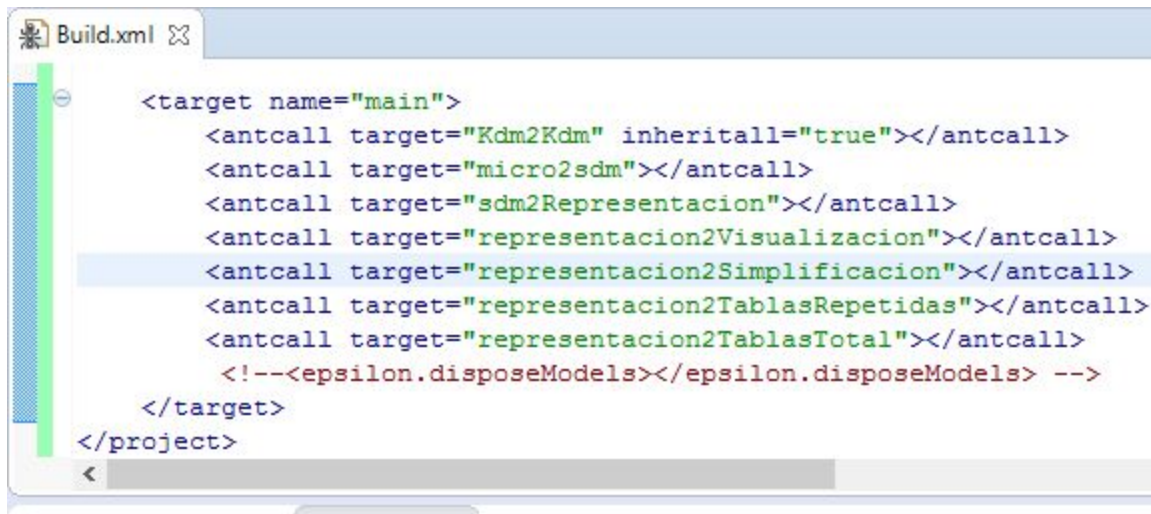 Build.xml
<target name="main">
<antcall target="Kdm2Kdm" inheritall="true"></antcall>
<antcall target="micro2sdm"></antcall>
<antcall target="sdm2Representacion"></antcall>
<antcall target="representacion2Visualizacion"></antcall>
<antcall target="representacion2Simplificacion"></antcall>
<antcall target="representacion2TablasRepetidas"></antcall>
<antcall target="representacion2TablasTotal"></antcall>
<!--<epsilon.disposeModels></epsilon.disposeModels> -->
</target>
</project>